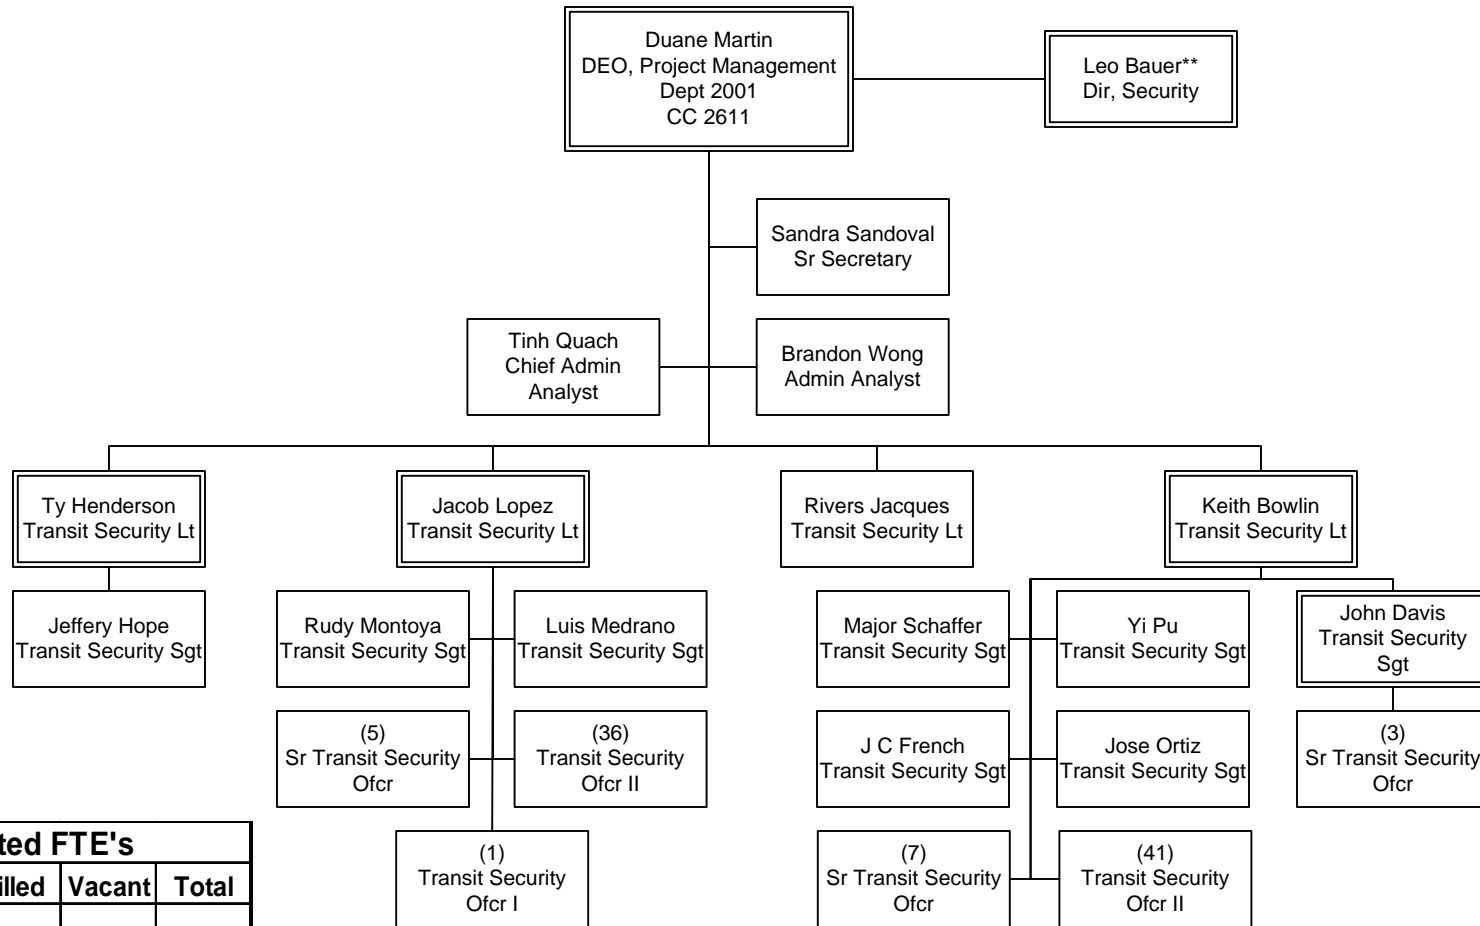 Duane Martin
DEO, Project Management
Dept 2001
CC 2611
Leo Bauer**
Dir, Security
Sandra Sandoval
Sr Secretary
Tinh Quach
Chief Admin
Analyst
Brandon Wong
Admin Analyst
Ty Henderson
Transit Security Lt
Jacob Lopez
Transit Security Lt
Rivers Jacques
Transit Security Lt
Keith Bowlin
Transit Security Lt
Jeffery Hope
Transit Security Sgt
Rudy Montoya
Transit Security Sgt
Luis Medrano
Transit Security Sgt
Major Schaffer
Transit Security Sgt
Yi Pu
Transit Security Sgt
John Davis
Transit Security
Sgt
(5)
Sr Transit Security
Ofcr
(36)
Transit Security
Ofcr II
J C French
Transit Security Sgt
Jose Ortiz
Transit Security Sgt
(3)
Sr Transit Security
Ofcr
(1)
Transit Security
Ofcr I
(7)
Sr Transit Security
Ofcr
(41)
Transit Security
Ofcr II
FTE's
Vacant Total